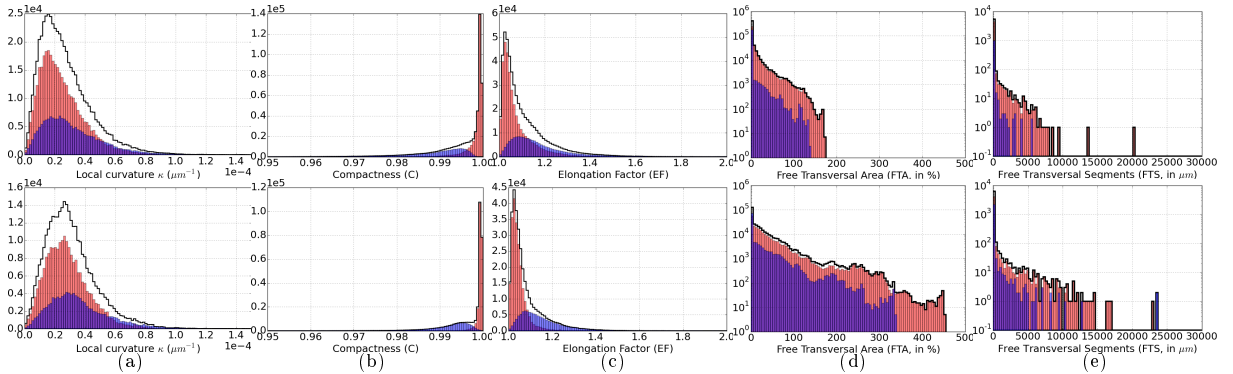 2.5 1e4
2.0
1.5
1.0
0.5
0.0
0.0 0.2 0.4 0.6 0.8 1.0 1.2 1.4
1e−4
Local curvature κ (μm⁻¹)
1.4 1e5
1.2
1.0
0.8
0.6
0.4
0.2
0.0
0.95 0.96 0.97 0.98 0.99 1.00
Compactness (C)
6 1e4
5
4
3
2
1
0
1.0 1.2 1.4 1.6 1.8 2.0
Elongation Factor (EF)
10⁶
10⁵
10⁴
10³
10²
10¹
10⁰
0 100 200 300 400 500
Free Transversal Area (FTA, in %)
10⁴
10³
10²
10¹
10⁰
10⁻¹
0 5000 10000 15000 20000 25000 30000
Free Transversal Segments (FTS, in μm)
1.8 1e4
1.6
1.4
1.2
1.0
0.8
0.6
0.4
0.2
0.0
0.0 0.2 0.4 0.6 0.8 1.0 1.2 1.4
1e−4
Local curvature κ (μm⁻¹)
1.2 1e5
1.0
0.8
0.6
0.4
0.2
0.0
0.95 0.96 0.97 0.98 0.99 1.00
Compactness (C)
4.5 1e4
4.0
3.5
3.0
2.5
2.0
1.5
1.0
0.5
0.0
1.0 1.2 1.4 1.6 1.8 2.0
Elongation Factor (EF)
10⁶
10⁵
10⁴
10³
10²
10¹
10⁰
0 100 200 300 400 500
Free Transversal Area (FTA, in %)
10⁴
10³
10²
10¹
10⁰
10⁻¹
0 5000 10000 15000 20000 25000 30000
Free Transversal Segments (FTS, in μm)
(a) (b) (c) (d) (e)